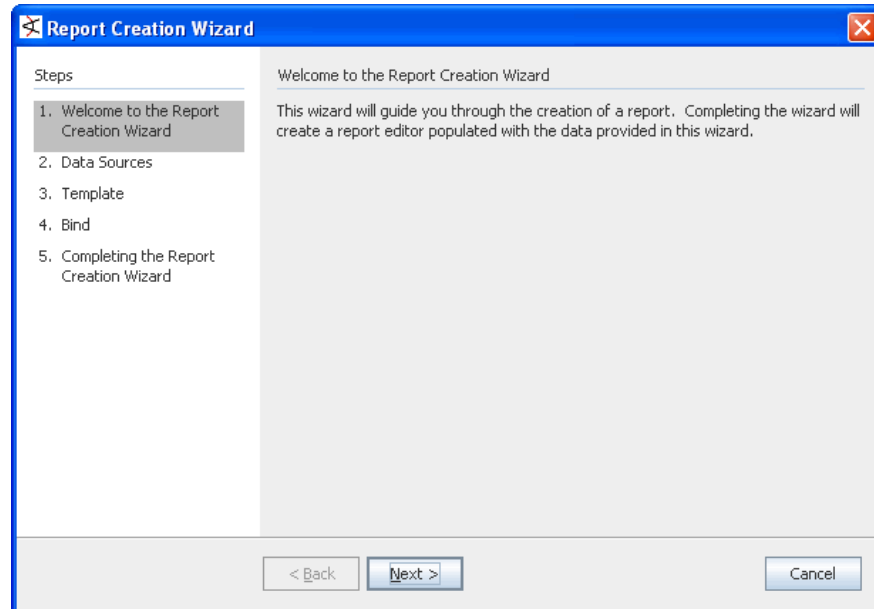 Report Creation Wizard
Steps
1. Welcome to the Report
Creation Wizard
2. Data Sources
3. Template
4. Bind
5. Completing the Report
Creation Wizard
Welcome to the Report Creation Wizard
This wizard will guide you through the creation of a report. Completing the wizard will
create a report editor populated with the data provided in this wizard.
< Back
Next >
Cancel